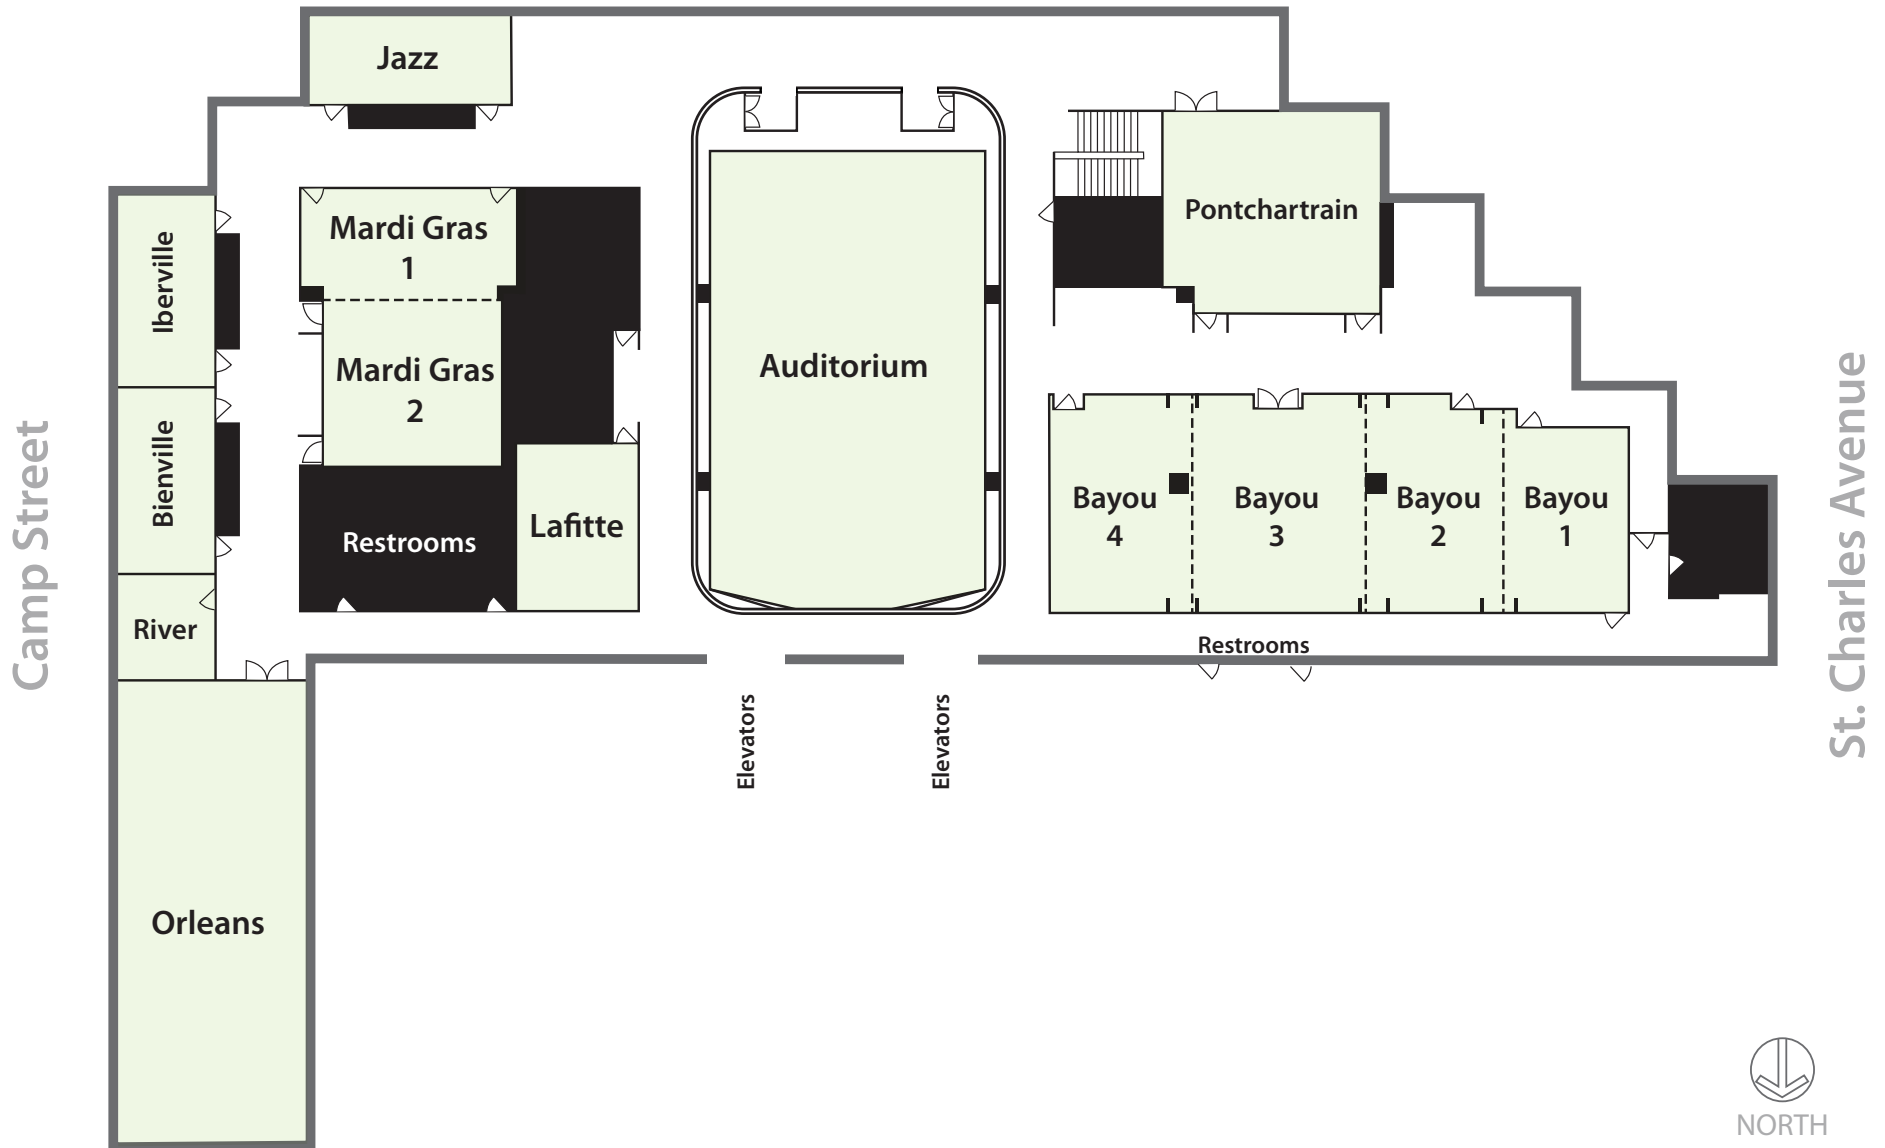 Jazz
Mardi Gras
1
Pontchartrain
Iberville
Mardi Gras
2
Auditorium
Camp Street
Bienville
Restrooms
Lafitte
Bayou
4
Bayou
3
Bayou
2
Bayou
1
St. Charles Avenue
River
Restrooms
Elevators
Elevators
Orleans
NORTH